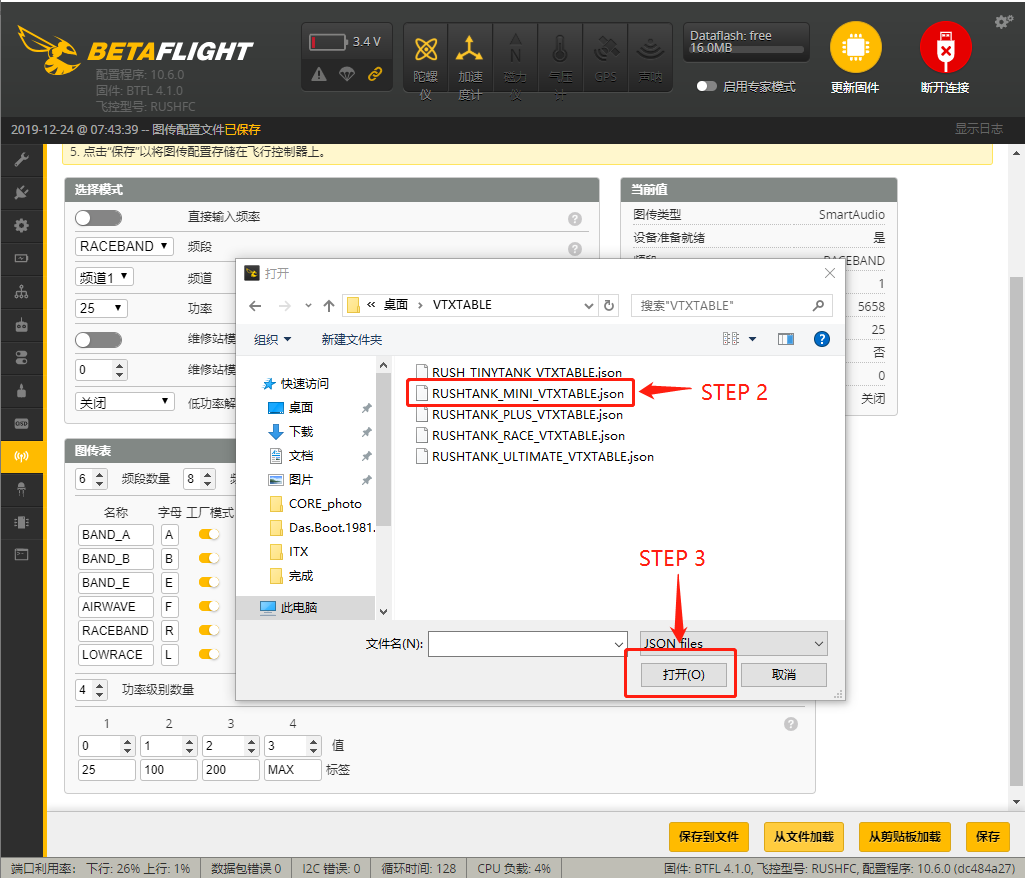 BETAFLIGHT
配置程序: 10.6.0
固件: BTFL 4.1.0
飞控型号: RUSHFC
3.4 V
陀螺仪
加速度计
磁力仪
气压计
GPS
声呐
Dataflash: free
16.0MB
启用专家模式
更新固件
断开连接
2019-12-24 @ 07:43:39 -- 图传配置文件已保存
显示日志
5. 点击“保存”以将图传配置存储在飞行控制器上。
选择模式
直接输入频率
RACEBAND 频段
频道1 频道
25 功率
维修站模
0 维修站模
关闭 低功率解
当前值
图传类型 SmartAudio
设备准备就绪 是
频段 RACEBAND
1
5658
25
否
0
关闭
打开
« 桌面 › VTXTABLE
搜索"VTXTABLE"
组织 新建文件夹
快速访问
桌面
下载
文档
图片
CORE_photo
Das.Boot.1981.
ITX
完成
此电脑
RUSH_TINYTANK_VTXTABLE.json
RUSHTANK_MINI_VTXTABLE.json
STEP 2
RUSHTANK_PLUS_VTXTABLE.json
RUSHTANK_RACE_VTXTABLE.json
RUSHTANK_ULTIMATE_VTXTABLE.json
STEP 3
文件名(N):
JSON files
打开(O)
取消
图传表
6 频段数量 8
名称 字母 工厂模式
BAND_A A
BAND_B B
BAND_E E
AIRWAVE F
RACEBAND R
LOWRACE L
4 功率级别数量
1 2 3 4
0 1 2 3 值
25 100 200 MAX 标签
保存到文件
从文件加载
从剪贴板加载
保存
OSD
端口利用率: 下行: 26% 上行: 1%
数据包错误 0
I2C 错误: 0
循环时间: 128
CPU 负载: 4%
固件: BTFL 4.1.0, 飞控型号: RUSHFC, 配置程序: 10.6.0 (dc484a27)